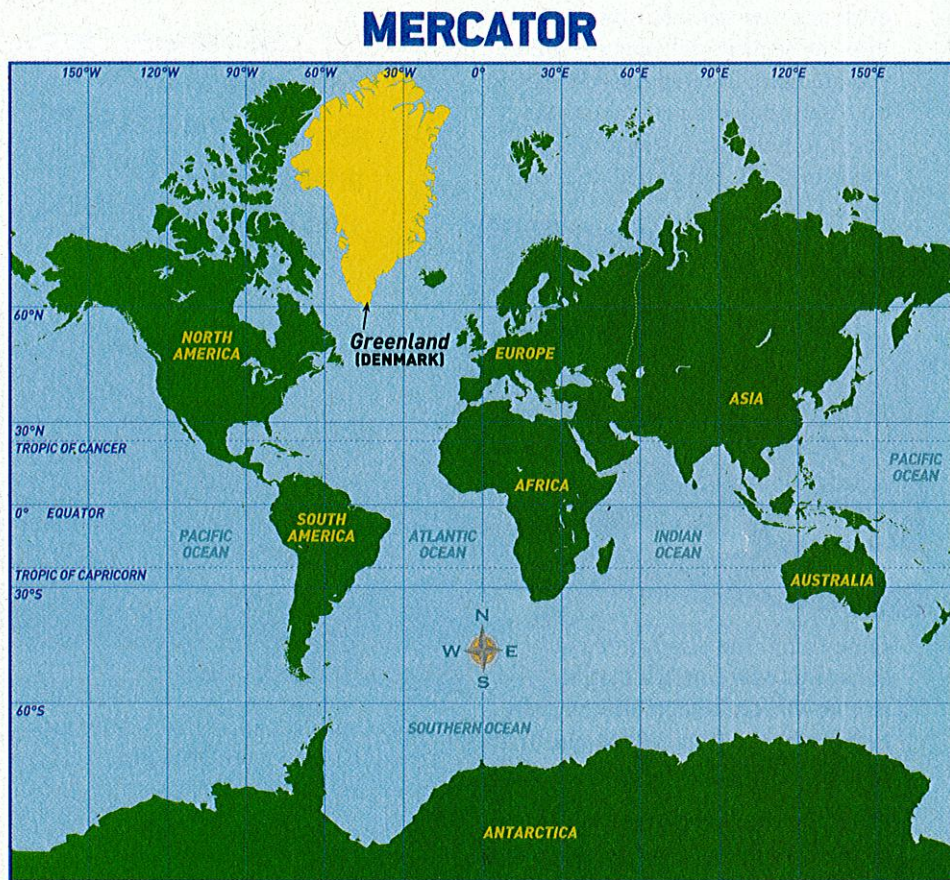 MERCATOR
150°W 120°W 90°W 60°W 30°W 0° 30°E 60°E 90°E 120°E 150°E
60°N
NORTH
AMERICA
Greenland
(DENMARK)
EUROPE
ASIA
30°N
TROPIC OF CANCER
PACIFIC
OCEAN
AFRICA
0° EQUATOR
SOUTH
AMERICA
PACIFIC
OCEAN
ATLANTIC
OCEAN
INDIAN
OCEAN
TROPIC OF CAPRICORN
AUSTRALIA
30°S
N
W E
S
60°S
SOUTHERN OCEAN
ANTARCTICA